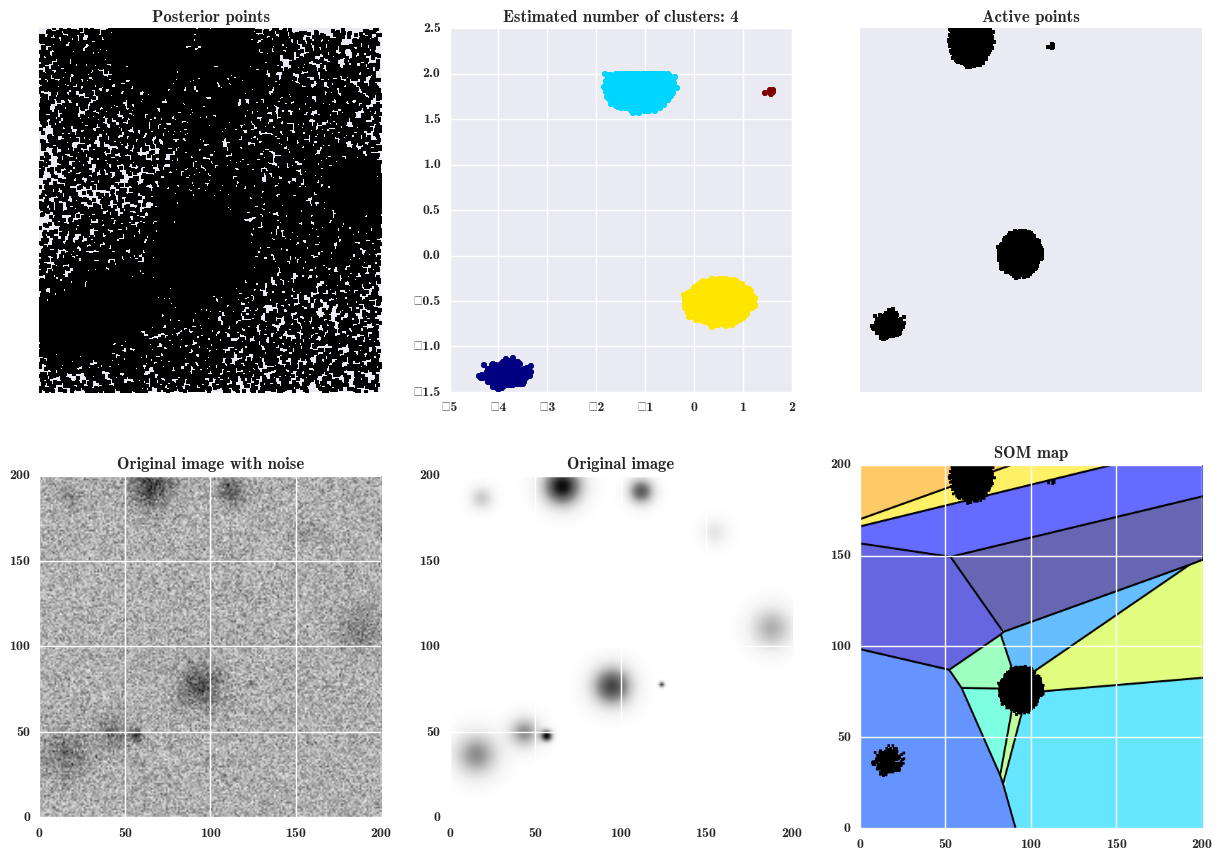 Posterior points
Estimated number of clusters: 4
Active points
2.5
2.0
1.5
1.0
0.5
0.0
□0.5
□1.0
□1.5
□5 □4 □3 □2 □1 0 1 2
Original image with noise
Original image
SOM map
200
150
100
50
0
0 50 100 150 200
200
150
100
50
0
0 50 100 150 200
200
150
100
50
0
0 50 100 150 200